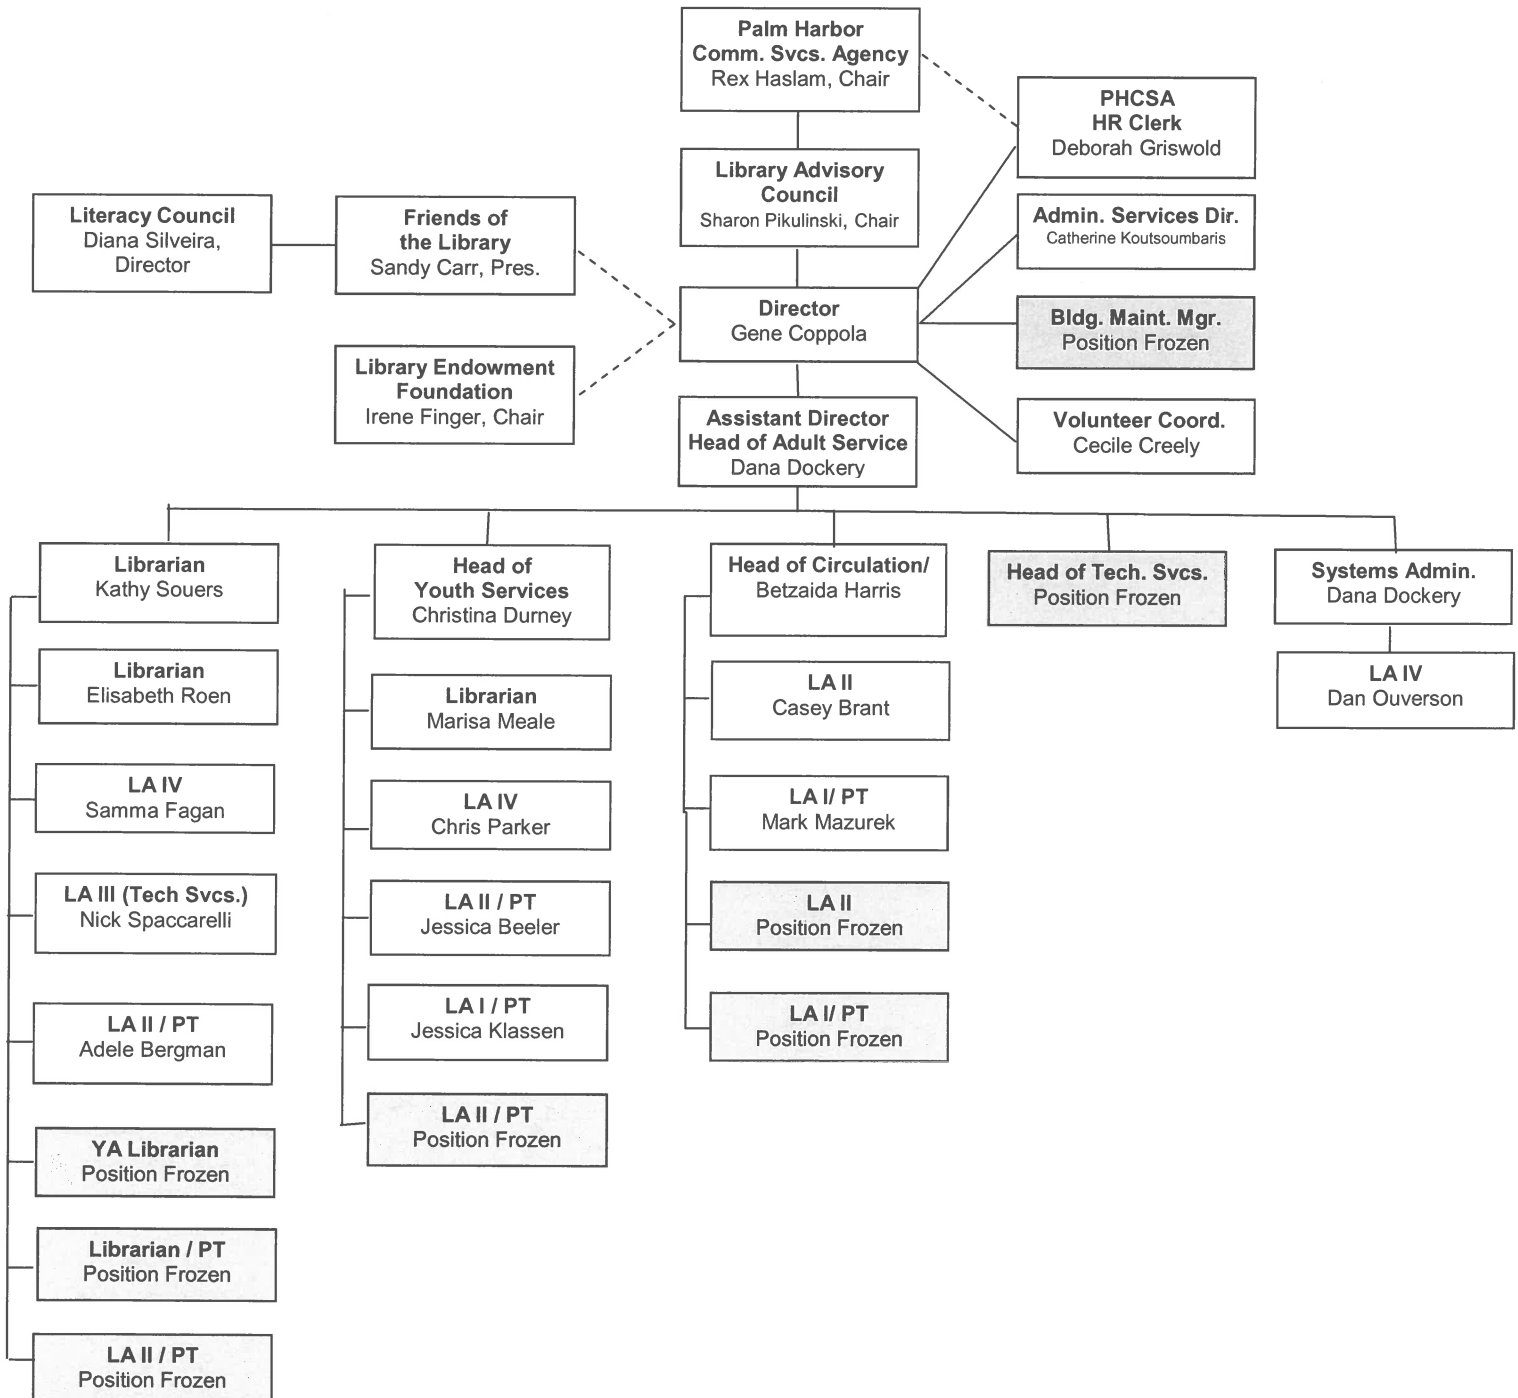 Palm Harbor
Comm. Svcs. Agency
Rex Haslam, Chair
PHCSA
HR Clerk
Deborah Griswold
Library Advisory
Council
Sharon Pikulinski, Chair
Literacy Council
Diana Silveira,
Director
Friends of
the Library
Sandy Carr, Pres.
Admin. Services Dir.
Catherine Koutsoumbaris
Director
Gene Coppola
Bldg. Maint. Mgr.
Position Frozen
Library Endowment
Foundation
Irene Finger, Chair
Assistant Director
Head of Adult Service
Dana Dockery
Volunteer Coord.
Cecile Creely
Librarian
Kathy Souers
Librarian
Elisabeth Roen
LA IV
Samma Fagan
LA III (Tech Svcs.)
Nick Spaccarelli
LA II / PT
Adele Bergman
YA Librarian
Position Frozen
Librarian / PT
Position Frozen
LA II / PT
Position Frozen
Head of
Youth Services
Christina Durney
Librarian
Marisa Meale
LA IV
Chris Parker
LA II / PT
Jessica Beeler
LA I / PT
Jessica Klassen
LA II / PT
Position Frozen
Head of Circulation/
Betzaida Harris
LA II
Casey Brant
LA I/ PT
Mark Mazurek
LA II
Position Frozen
LA I/ PT
Position Frozen
Head of Tech. Svcs.
Position Frozen
Systems Admin.
Dana Dockery
LA IV
Dan Ouverson